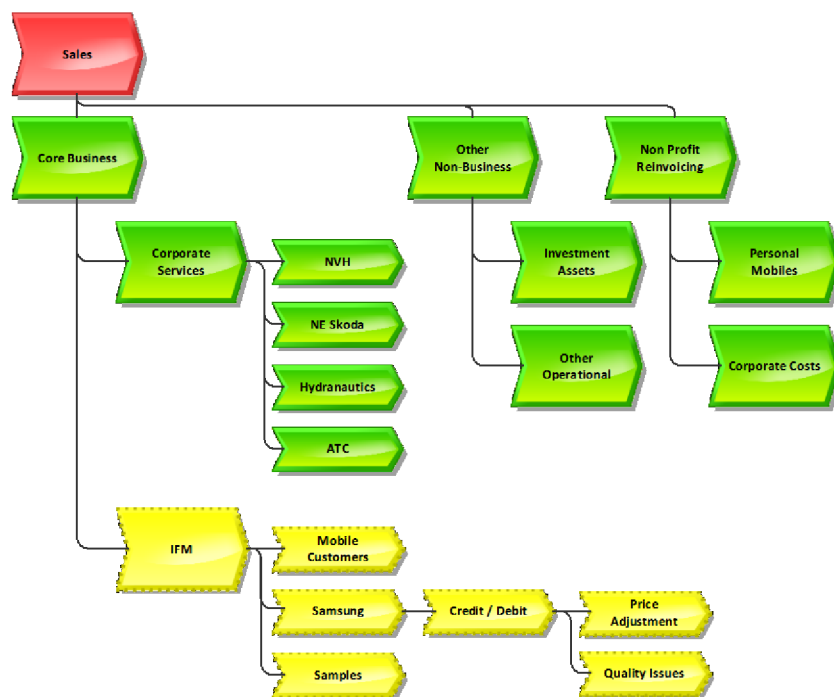 Sales
Core Business
Other
Non-Business
Non Profit
Reinvoicing
Corporate
Services
NVH
Investment
Assets
Personal
Mobiles
NE Skoda
Other
Operational
Corporate Costs
Hydranautics
ATC
IFM
Mobile
Customers
Samsung
Credit / Debit
Price
Adjustment
Samples
Quality Issues